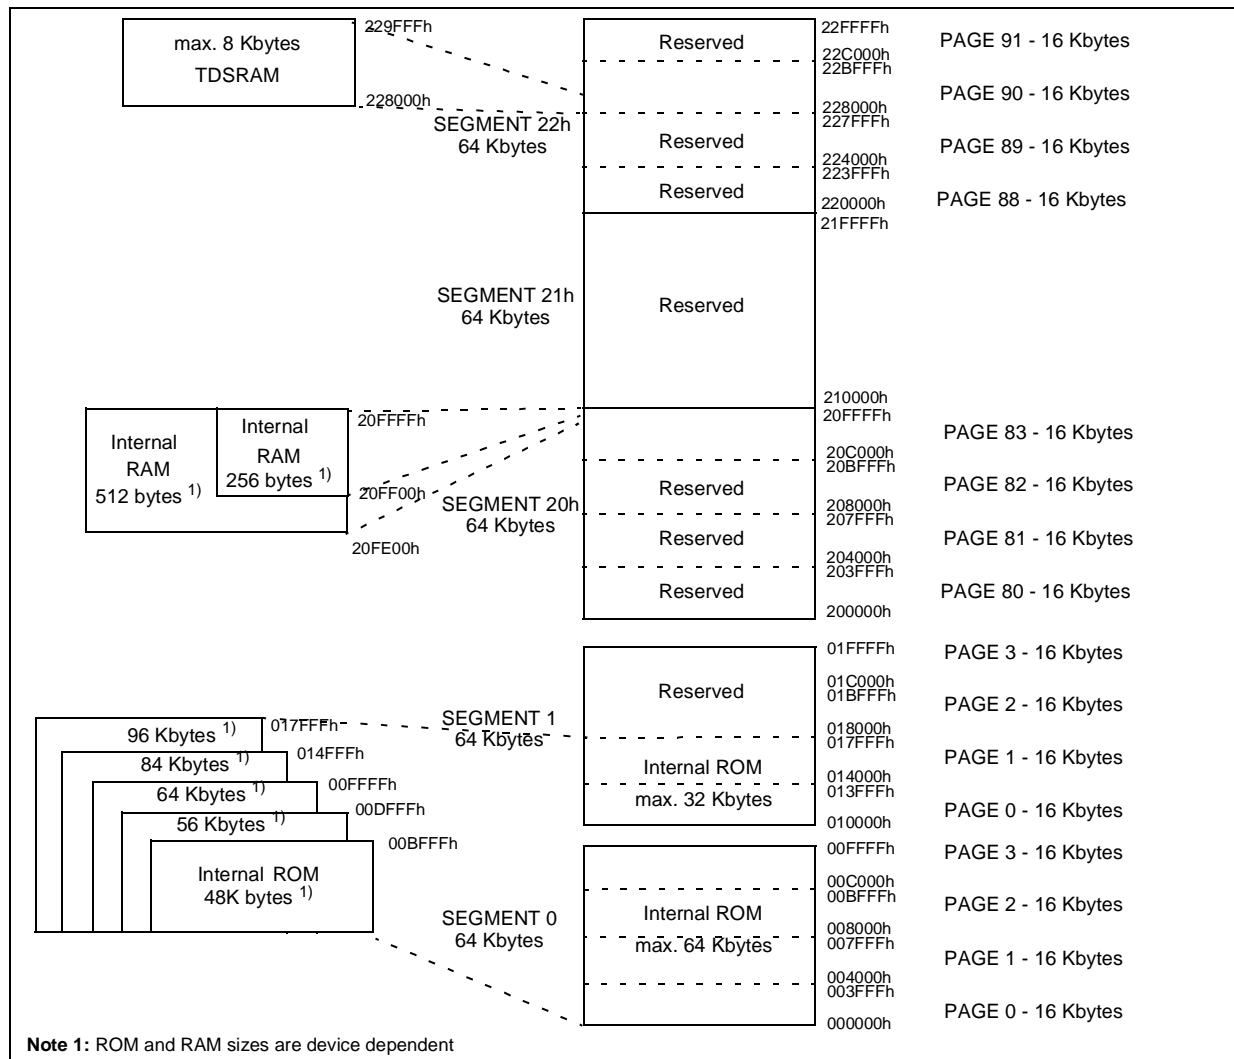 229FFFh
max. 8 Kbytes
TDSRAM
228000h
SEGMENT 22h
64 Kbytes
Reserved
22FFFFh
22C000h
22BFFFh
228000h
227FFFh
Reserved
224000h
223FFFh
Reserved
220000h
21FFFFh
PAGE 91 - 16 Kbytes
PAGE 90 - 16 Kbytes
PAGE 89 - 16 Kbytes
PAGE 88 - 16 Kbytes
SEGMENT 21h
64 Kbytes
Reserved
210000h
20FFFFh
Internal
RAM
512 bytes 1)
Internal
RAM
256 bytes 1)
20FFFFh
20FF00h
20FE00h
SEGMENT 20h
64 Kbytes
20C000h
20BFFFh
Reserved
208000h
207FFFh
Reserved
204000h
203FFFh
Reserved
200000h
PAGE 83 - 16 Kbytes
PAGE 82 - 16 Kbytes
PAGE 81 - 16 Kbytes
PAGE 80 - 16 Kbytes
96 Kbytes 1)
017FFFh
84 Kbytes 1)
014FFFh
64 Kbytes 1)
00FFFFh
56 Kbytes 1)
00DFFFh
00BFFFh
Internal ROM
48K bytes 1)
SEGMENT 1
64 Kbytes
Reserved
Internal ROM
max. 32 Kbytes
01FFFFh
01C000h
01BFFFh
018000h
017FFFh
014000h
013FFFh
010000h
PAGE 3 - 16 Kbytes
PAGE 2 - 16 Kbytes
PAGE 1 - 16 Kbytes
PAGE 0 - 16 Kbytes
SEGMENT 0
64 Kbytes
Internal ROM
max. 64 Kbytes
00FFFFh
00C000h
00BFFFh
008000h
007FFFh
004000h
003FFFh
000000h
PAGE 3 - 16 Kbytes
PAGE 2 - 16 Kbytes
PAGE 1 - 16 Kbytes
PAGE 0 - 16 Kbytes
Note 1: ROM and RAM sizes are device dependent